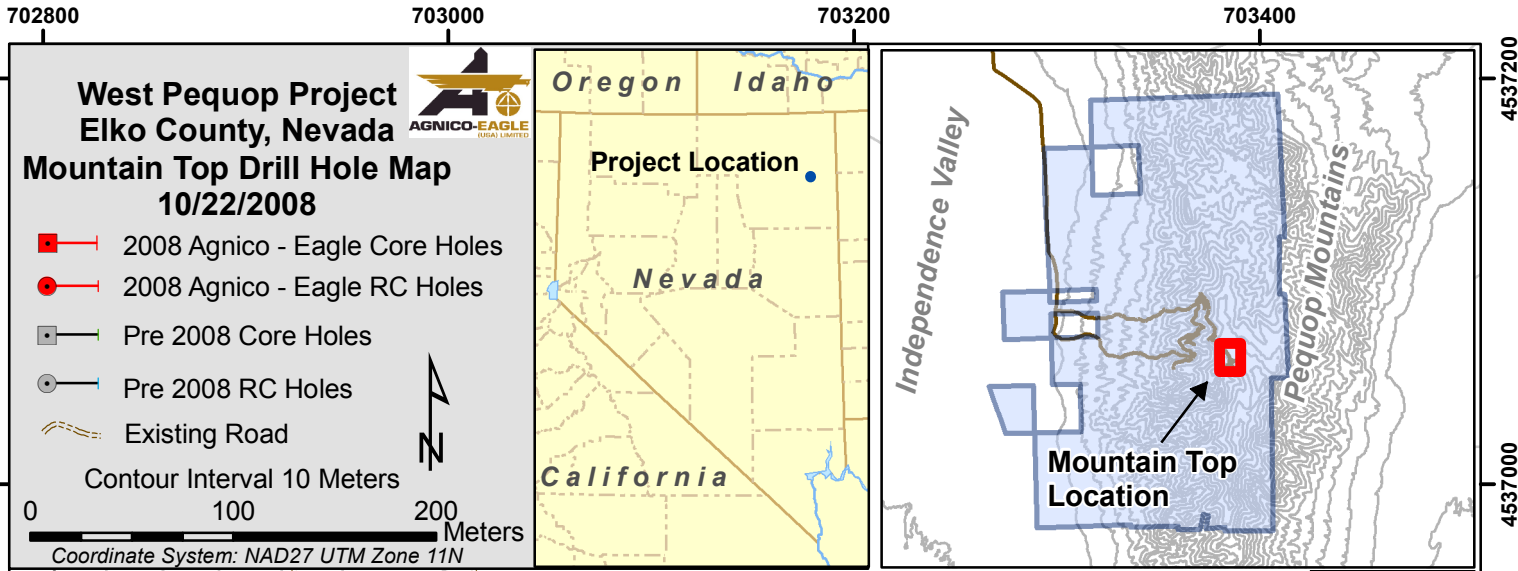 702800
703000
703200
703400
West Pequop Project
Elko County, Nevada
Mountain Top Drill Hole Map
10/22/2008
AGNICO-EAGLE
(USA) LIMITED
2008 Agnico - Eagle Core Holes
2008 Agnico - Eagle RC Holes
Pre 2008 Core Holes
Pre 2008 RC Holes
Existing Road
N
Contour Interval 10 Meters
0 100 200
Meters
Coordinate System: NAD27 UTM Zone 11N
Oregon
Idaho
Project Location
Nevada
California
Independence Valley
Pequop Mountains
Mountain Top
Location
4537200
4537000